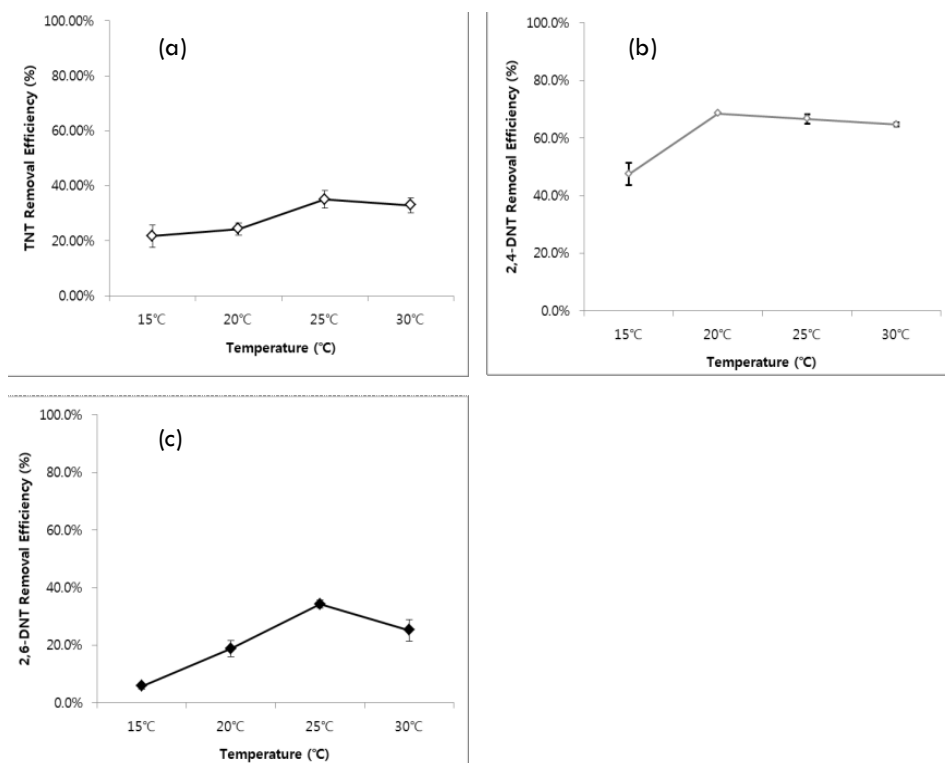 (a)
TNT Removal Efficiency (%)
100.00%
80.00%
60.00%
40.00%
20.00%
0.00%
15℃ 20℃ 25℃ 30℃
Temperature (℃)
(b)
2,4-DNT Removal Efficiency (%)
100.0%
80.0%
60.0%
40.0%
20.0%
0.0%
15℃ 20℃ 25℃ 30℃
Temperature (℃)
(c)
2,6-DNT Removal Efficiency (%)
100.0%
80.0%
60.0%
40.0%
20.0%
0.0%
15℃ 20℃ 25℃ 30℃
Temperature (℃)